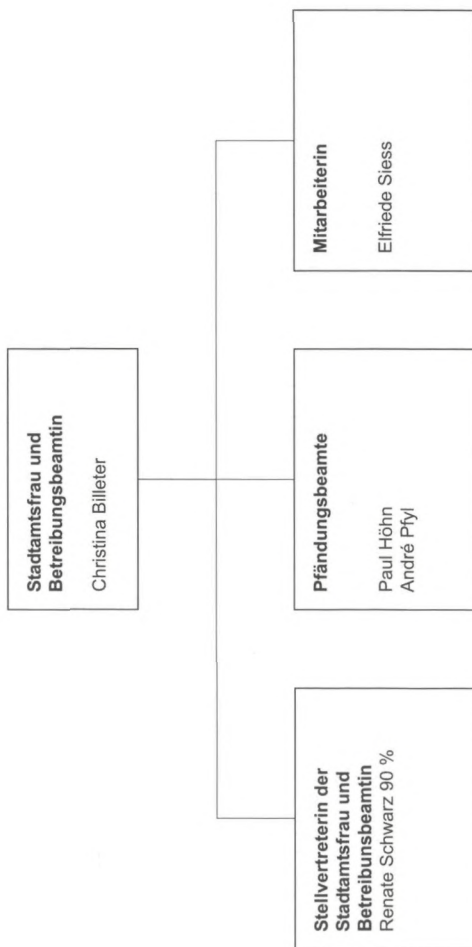 Stadtamtsfrau und
Betreibungsbeamtin
Christina Billeter
Stellvertreterin der
Stadtamtsfrau und
Betreibunsbeamtin
Renate Schwarz 90 %
Pfändungsbeamte
Paul Höhn
André Pfyl
Mitarbeiterin
Elfriede Siess